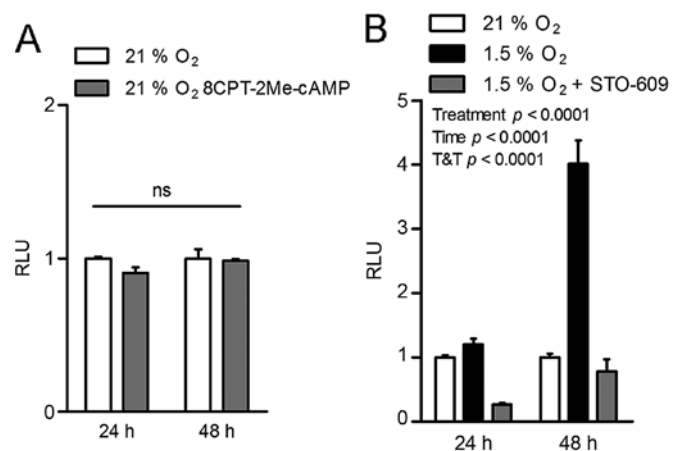 A
21 % O₂
21 % O₂ 8CPT-2Me-cAMP
2
ns
1
RLU
0
24 h
48 h
B
21 % O₂
1.5% O₂
1.5% O₂ + STO-609
5
Treatment p < 0.0001
Time p < 0.0001
T&T p < 0.0001
4
3
RLU
2
1
0
24 h
48 h